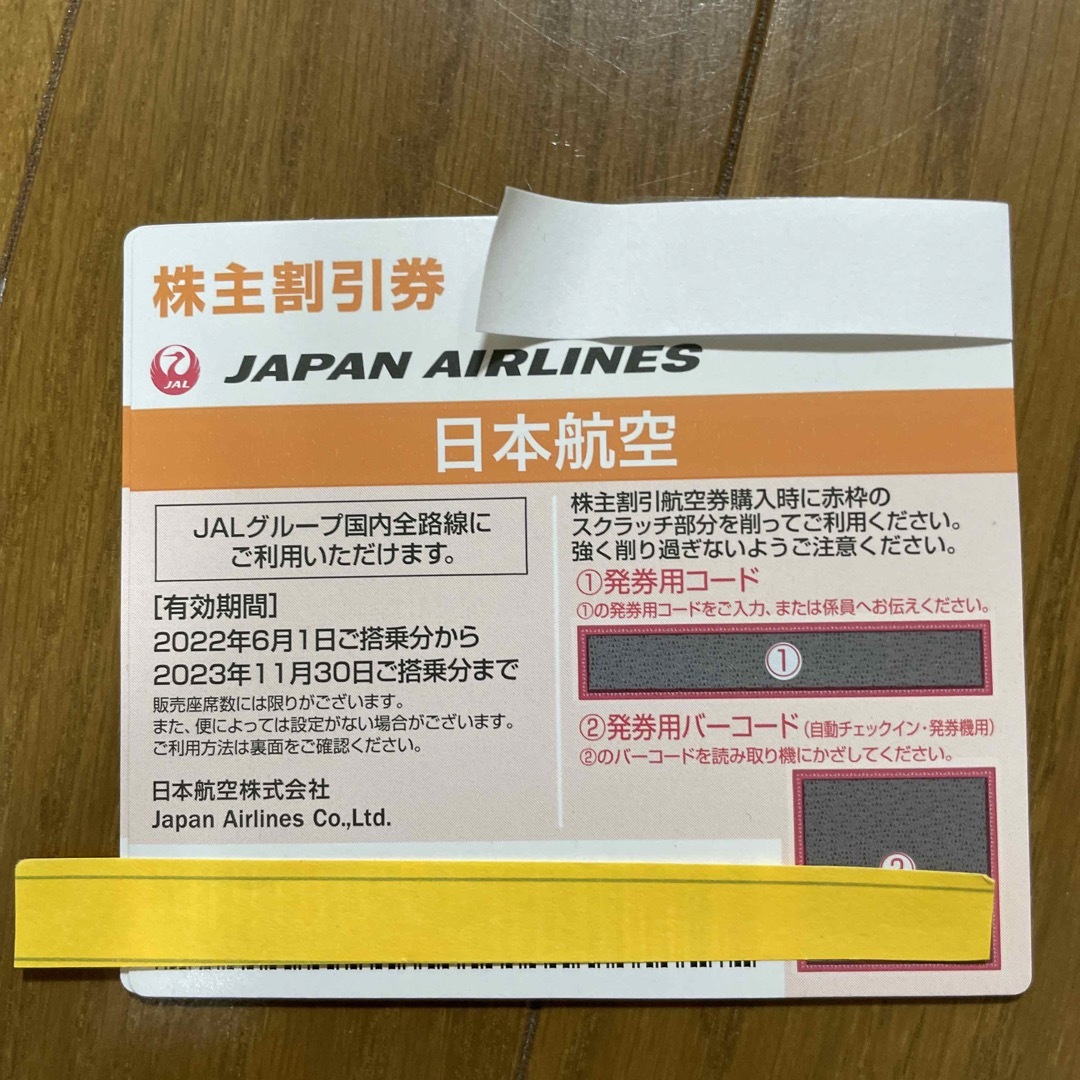 株主割引券
JAL
JAPAN AIRLINES
日本航空
JALグループ国内全路線に
ご利用いただけます。
[有効期間]
2022年6月1日ご搭乗分から
2023年11月30日ご搭乗分まで
販売座席数には限りがございます。
また、便によっては設定がない場合がございます。
ご利用方法は裏面をご確認ください。
日本航空株式会社
Japan Airlines Co.,Ltd.
株主割引航空券購入時に赤枠の
スクラッチ部分を削ってご利用ください。
強く削り過ぎないようご注意ください。
①発券用コード
①の発券用コードをご入力、または係員へお伝えください。
①
②発券用バーコード(自動チェックイン・発券機用)
②のバーコードを読み取り機にかざしてください。
②